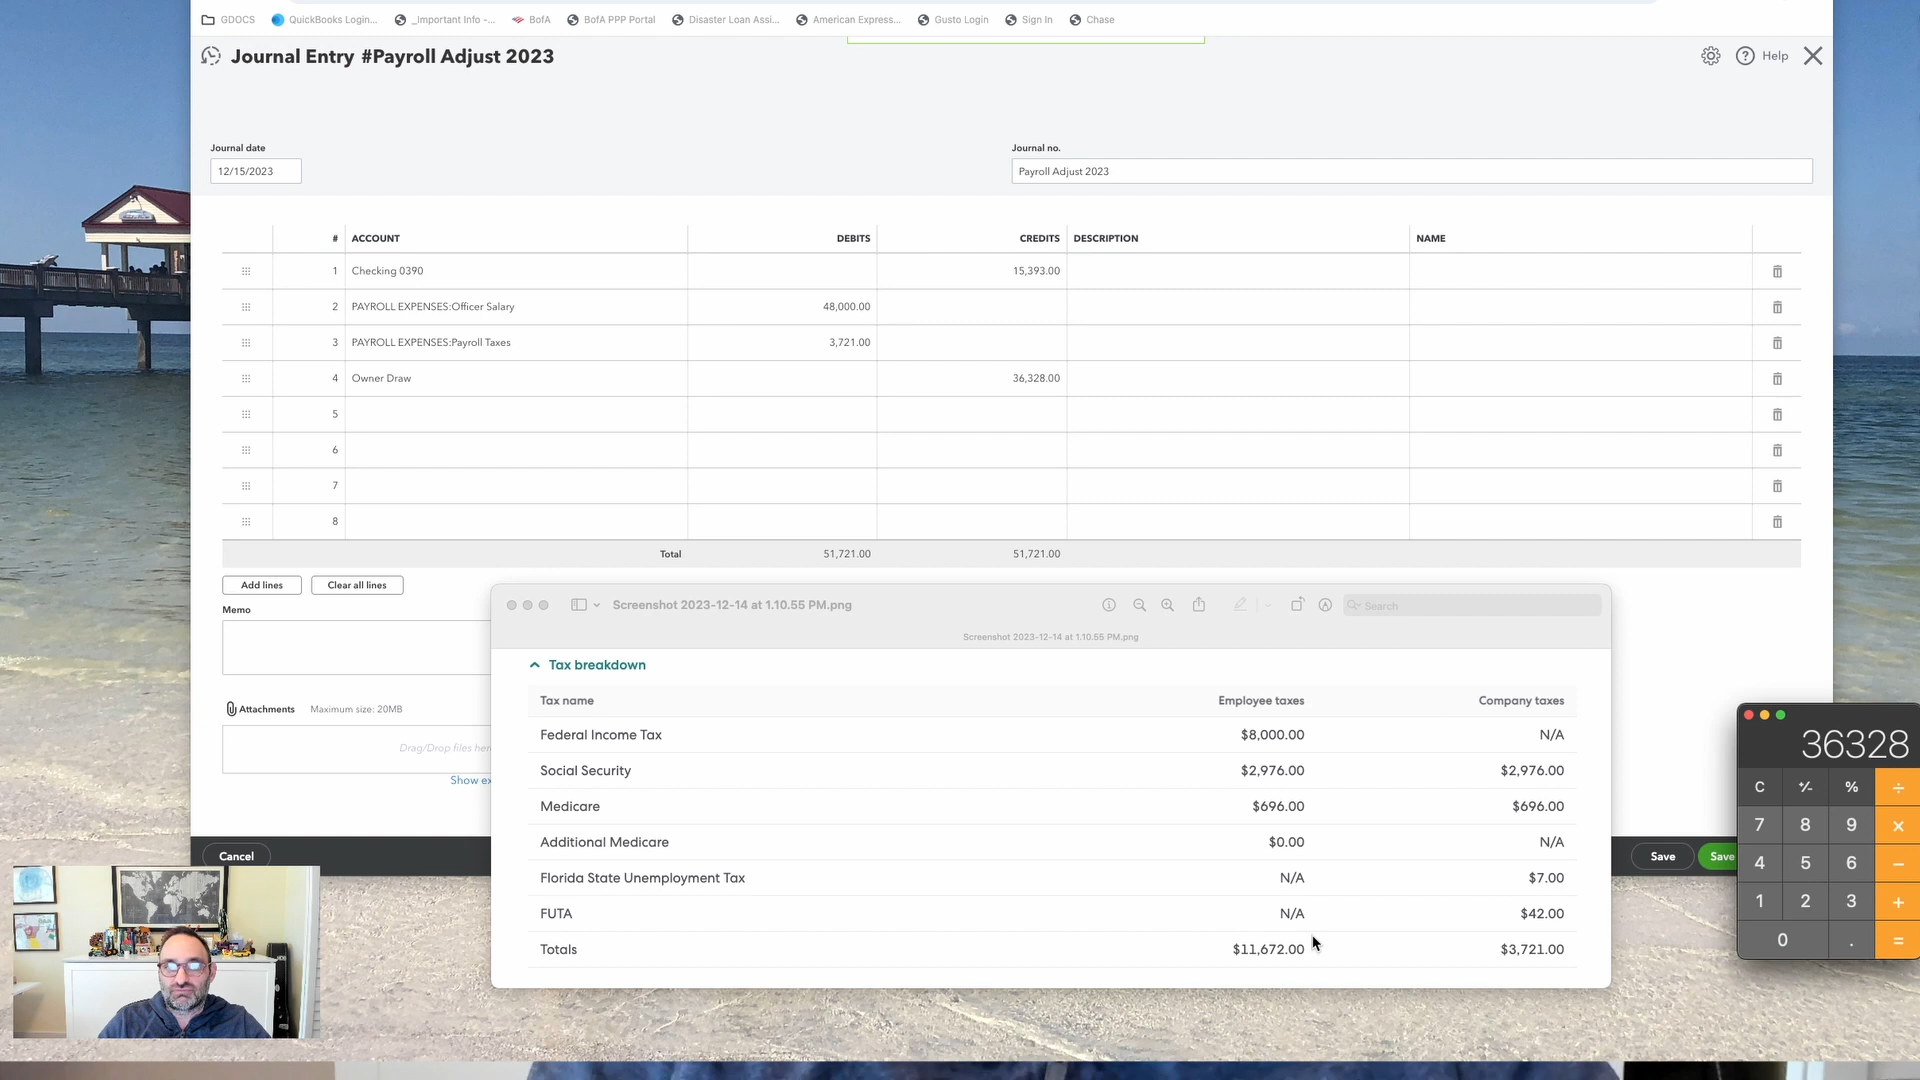 GDOCS QuickBooks Login... _Important Info -... BofA BofA PPP Portal Disaster Loan Assi... American Express... Gusto Login Sign In Chase
Journal Entry #Payroll Adjust 2023
Help
Journal date
Journal no.
12/15/2023
Payroll Adjust 2023
# ACCOUNT DEBITS CREDITS DESCRIPTION NAME
1 Checking 0390 15,393.00
2 PAYROLL EXPENSES:Officer Salary 48,000.00
3 PAYROLL EXPENSES:Payroll Taxes 3,721.00
4 Owner Draw 36,328.00
5
6
7
8
Total 51,721.00 51,721.00
Add lines Clear all lines
Memo
Attachments Maximum size: 20MB
Drag/Drop files her
Show ex
Cancel
Save Save
Screenshot 2023-12-14 at 1.10.55 PM.png
Search
Screenshot 2023-12-14 at 1.10.55 PM.png
Tax breakdown
Tax name Employee taxes Company taxes
Federal Income Tax $8,000.00 N/A
Social Security $2,976.00 $2,976.00
Medicare $696.00 $696.00
Additional Medicare $0.00 N/A
Florida State Unemployment Tax N/A $7.00
FUTA N/A $42.00
Totals $11,672.00 $3,721.00
36328
C +/- % ÷
7 8 9 ×
4 5 6 −
1 2 3 +
0 . =